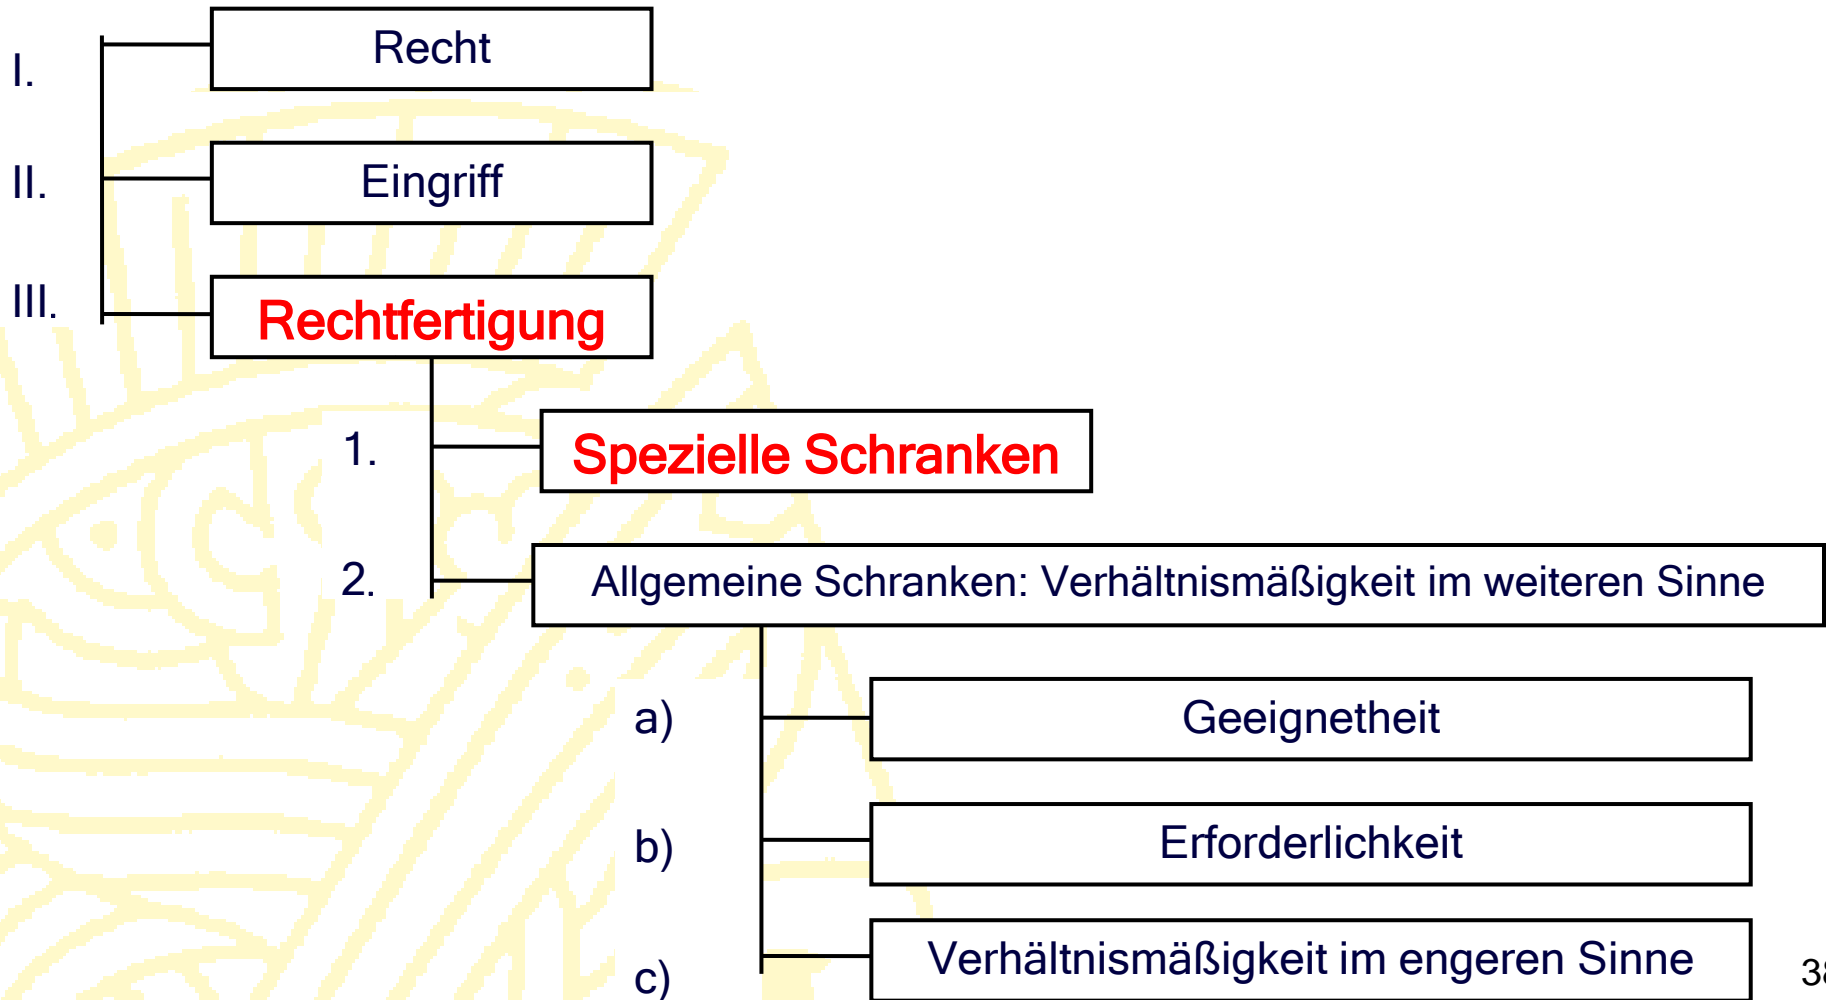 I. Recht
II. Eingriff
III. Rechtfertigung
1. Spezielle Schranken
2. Allgemeine Schranken: Verhältnismäßigkeit im weiteren Sinne
a) Geeignetheit
b) Erforderlichkeit
c) Verhältnismäßigkeit im engeren Sinne
38